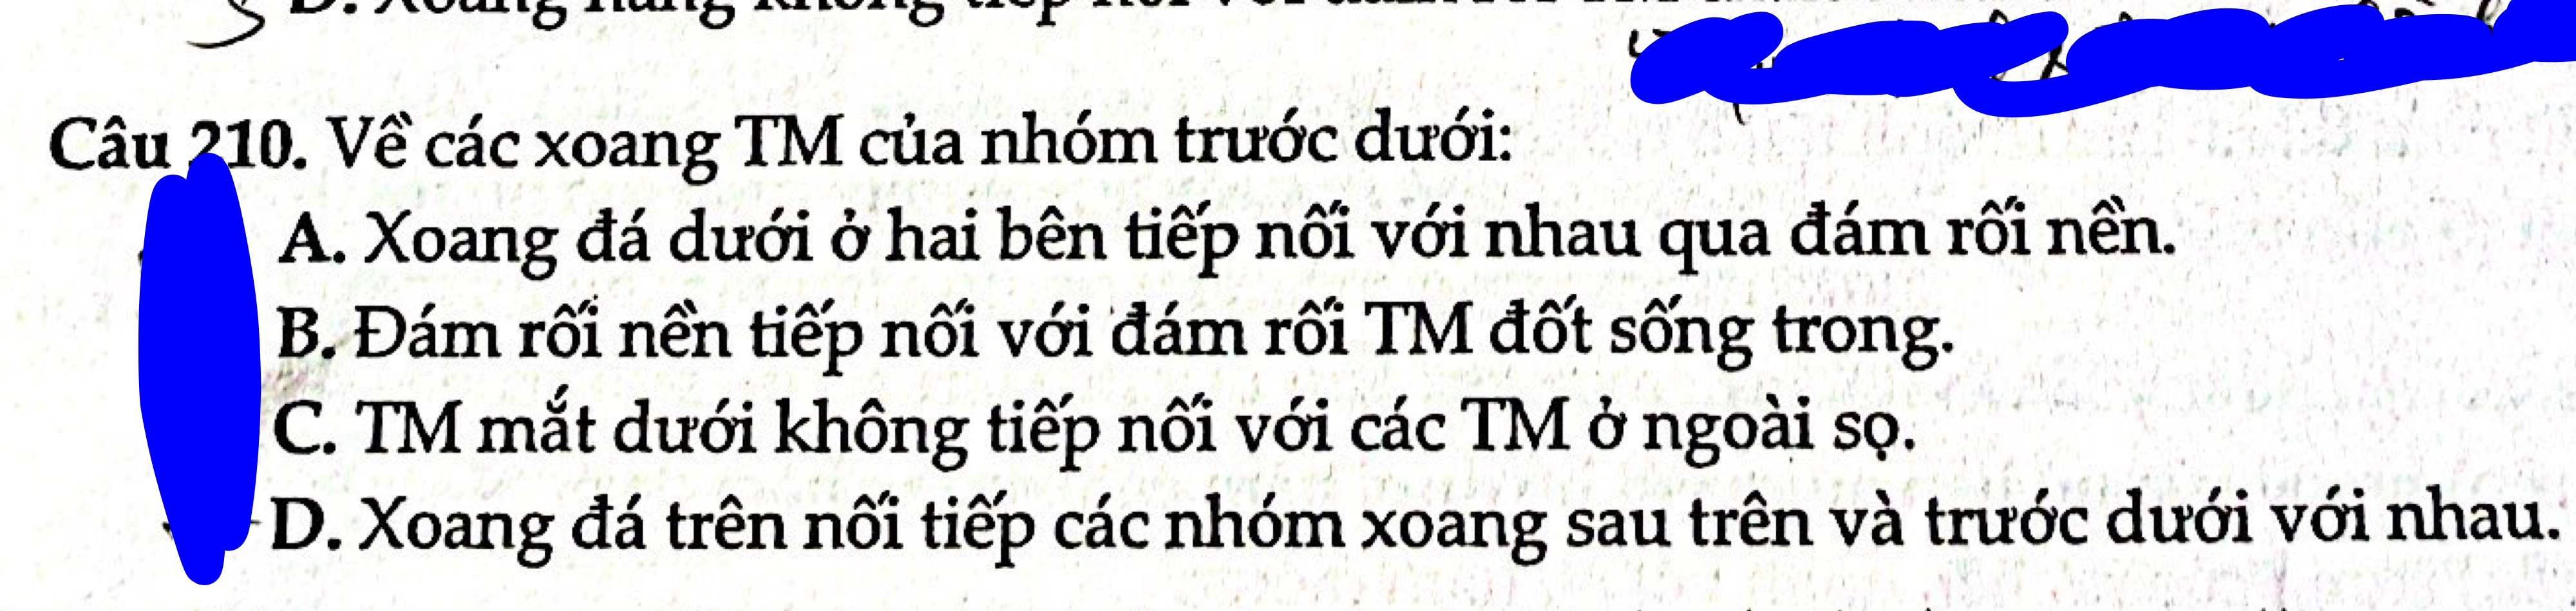 Câu 210. Về các xoang TM của nhóm trước dưới:
A. Xoang đá dưới ở hai bên tiếp nối với nhau qua đám rối nền.
B. Đám rối nền tiếp nối với đám rối TM đốt sống trong.
C. TM mắt dưới không tiếp nối với các TM ở ngoài sọ.
D. Xoang đá trên nối tiếp các nhóm xoang sau trên và trước dưới với nhau.